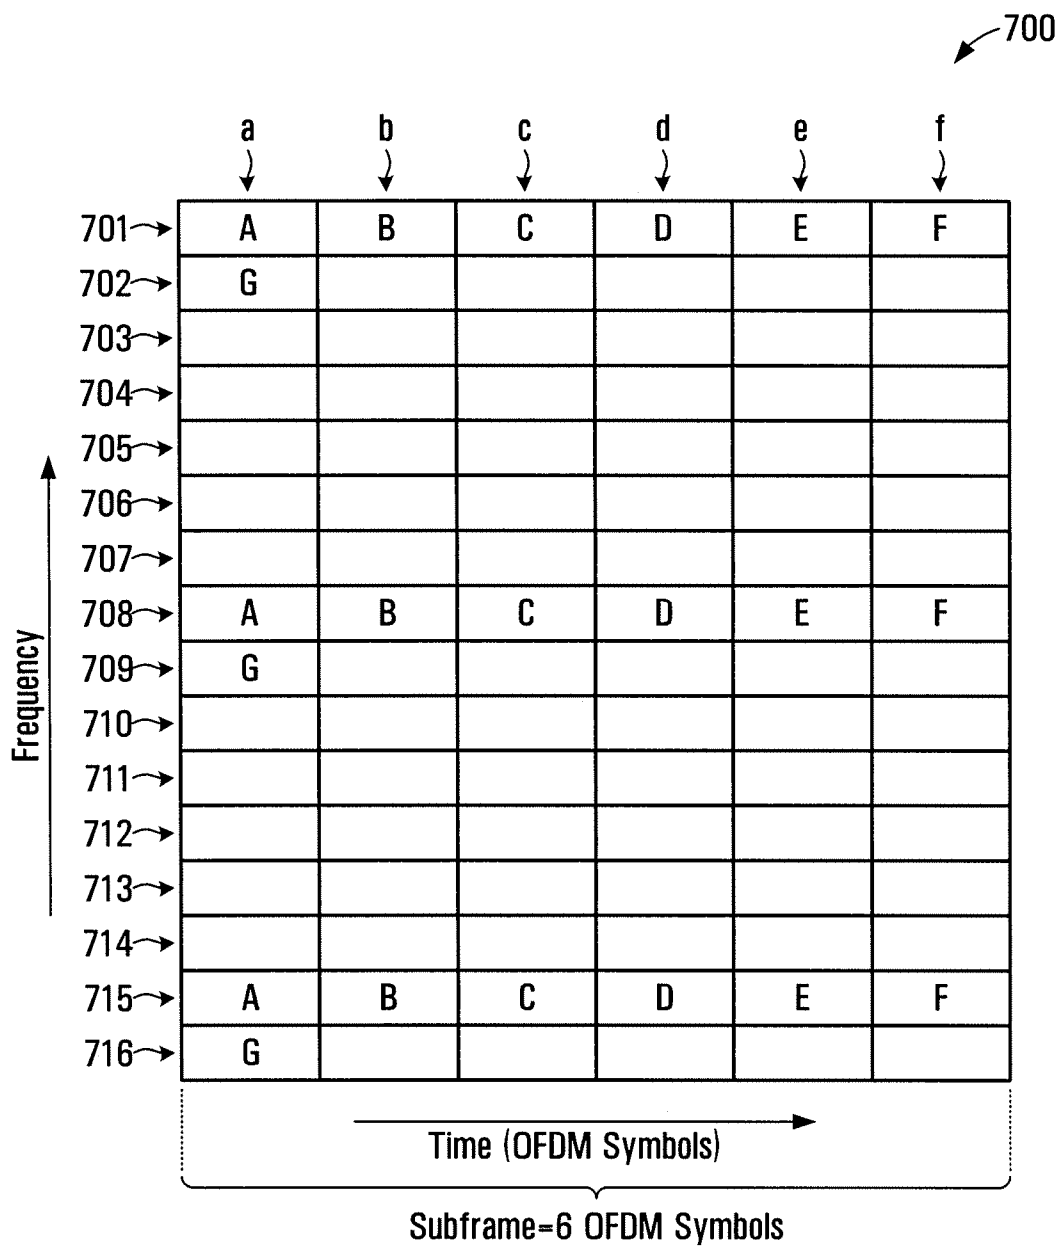 700
a b c d e f
701 A B C D E F
702 G
703
704
705
706
707
708 A B C D E F
709 G
710
711
712
713
714
715 A B C D E F
716 G
Frequency
Time (OFDM Symbols)
Subframe=6 OFDM Symbols